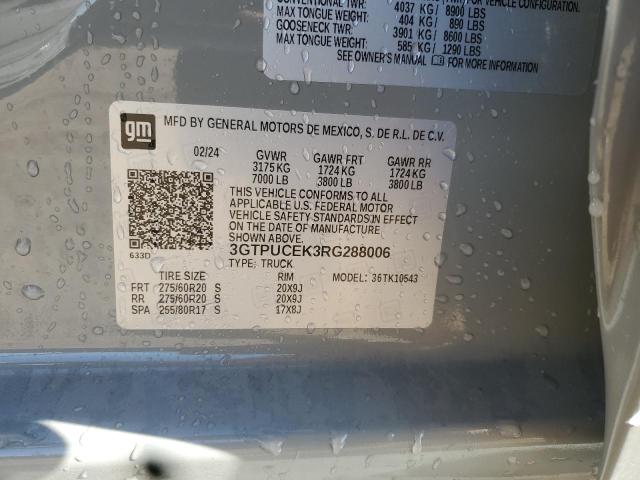 CONVENTIONAL TWR: 4037 KG/ 8900 LBS
MAX TONGUE WEIGHT: 404 KG / 890 LBS
GOOSENECK TWR: 3901 KG/ 8600 LBS
MAX TONGUE WEIGHT: 585 KG/ 1290 LBS
SEE OWNER'S MANUAL FOR MORE INFORMATION
gm MFD BY GENERAL MOTORS DE MEXICO, S. DE R.L. DE C.V.
02/24 GVWR GAWR FRT GAWR RR
3175 KG 1724 KG 1724 KG
7000 LB 3800 LB 3800 LB
THIS VEHICLE CONFORMS TO ALL
APPLICABLE U.S. FEDERAL MOTOR
VEHICLE SAFETY STANDARDS IN EFFECT
ON THE DATE OF MANUFACTURE
SHOWN ABOVE.
633D 3GTPUCEK3RG288006
TYPE: TRUCK
TIRE SIZE RIM MODEL: 36TK10543
FRT 275/60R20 S 20X9J
RR 275/60R20 S 20X9J
SPA 255/80R17 S 17X8J